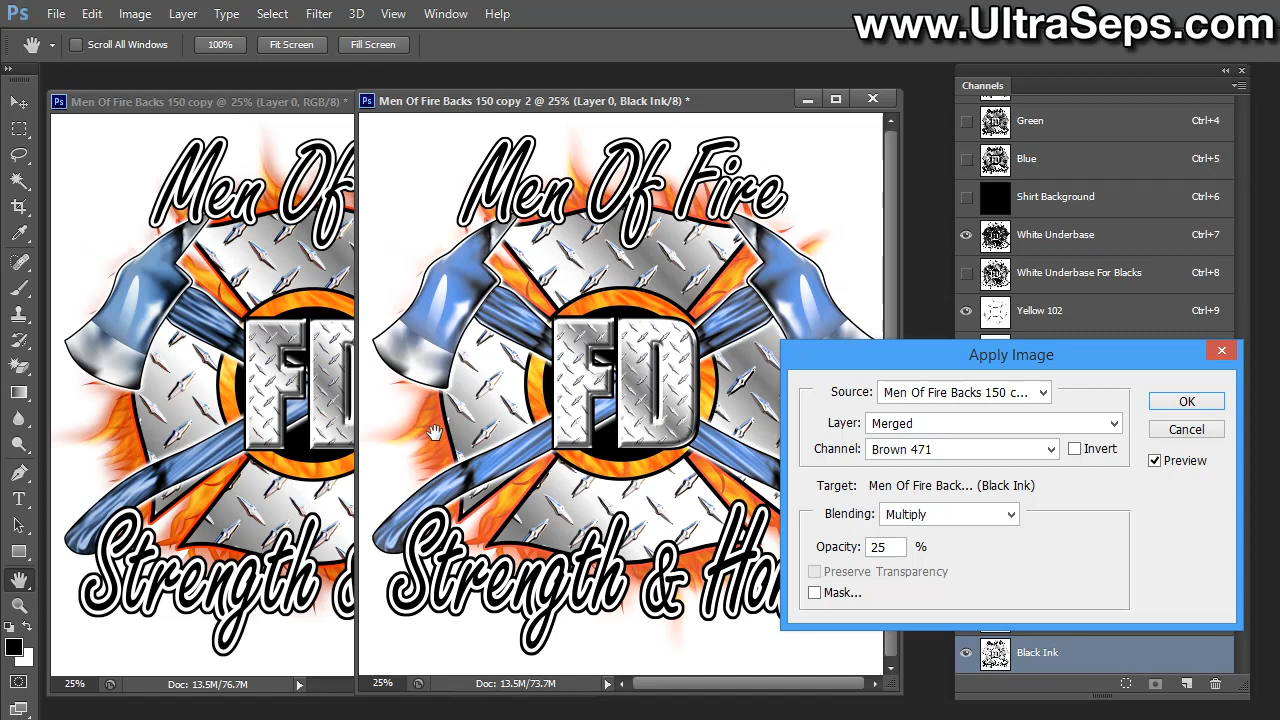 Ps File Edit Image Layer Type Select Filter 3D View Window Help
www.UltraSeps.com
Scroll All Windows 100% Fit Screen Fill Screen
Ps Men Of Fire Backs 150 copy @ 25% (Layer 0, RGB/8) *
Ps Men Of Fire Backs 150 copy 2 @ 25% (Layer 0, Black Ink/8) *
Men Of
FD
Strength &
25% Doc: 13.5M/76.7M
Men Of Fire
FD
Strength & Hon
25% Doc: 13.5M/73.7M
Channels
Green Ctrl+4
Blue Ctrl+5
Shirt Background Ctrl+6
White Underbase Ctrl+7
White Underbase For Blacks Ctrl+8
Yellow 102 Ctrl+9
Apply Image
Source: Men Of Fire Backs 150 c... OK
Layer: Merged Cancel
Channel: Brown 471 Invert Preview
Target: Men Of Fire Back... (Black Ink)
Blending: Multiply
Opacity: 25 %
Preserve Transparency
Mask...
Black Ink